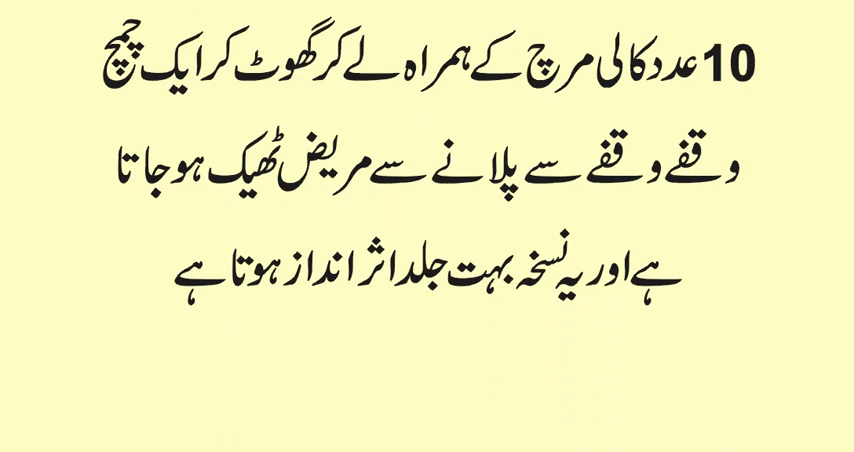 10 عدد کالی مرچ کے ہمراہ لے کر گھوٹ کر ایک چمچ
وقفے وقفے سے پلانے سے مریض ٹھیک ہو جاتا
ہے اور یہ نسخہ بہت جلد اثر انداز ہوتا ہے